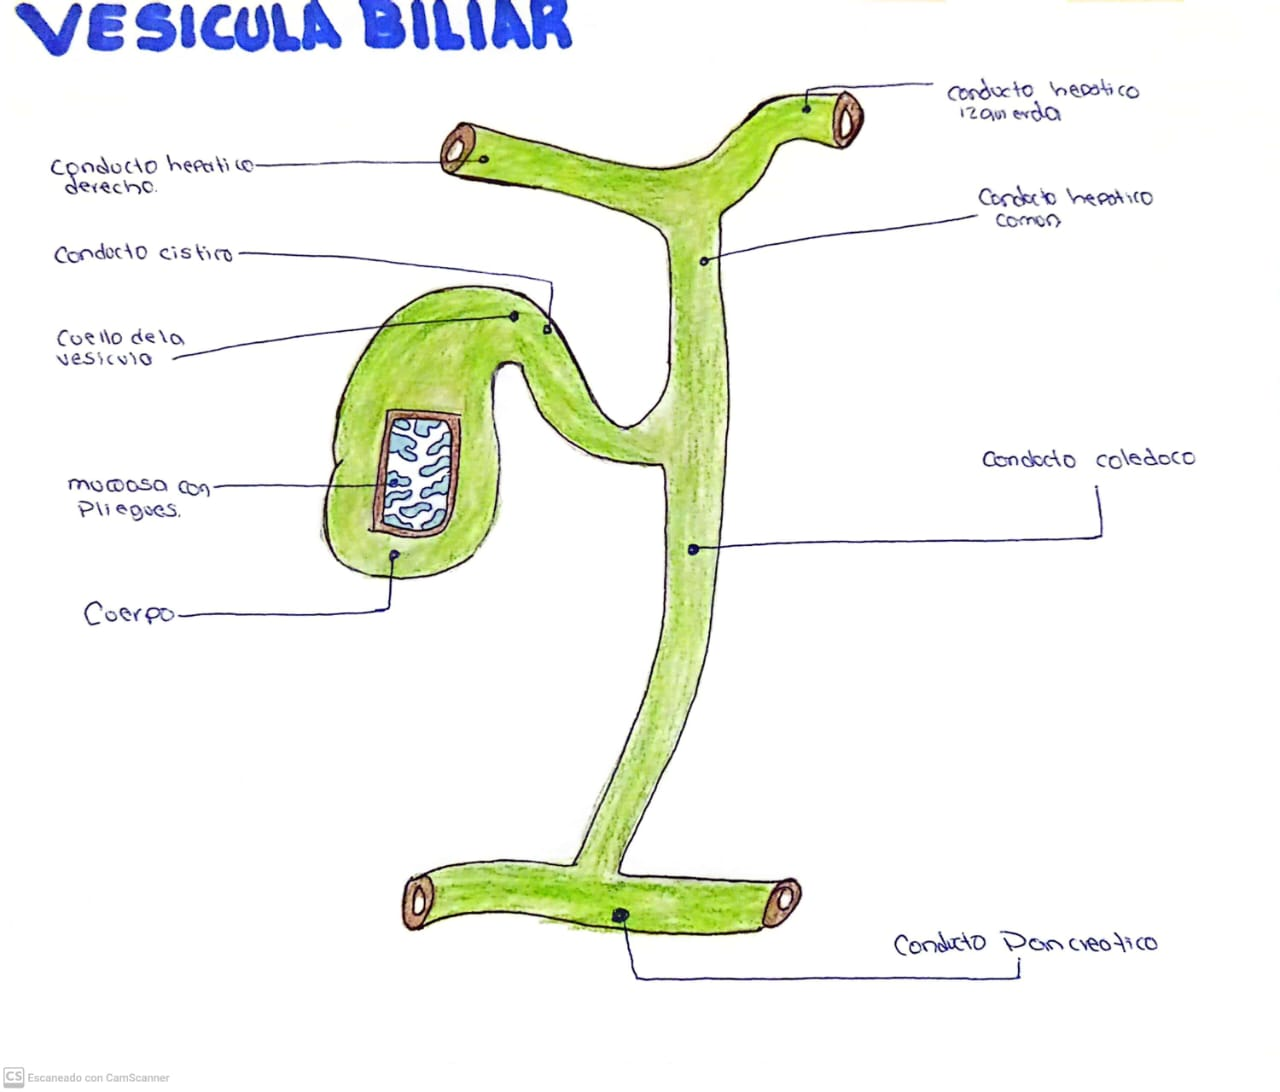 VESICULA BILIAR
conducto hepatico
izquierda
conducto hepatico
derecho.
Conducto hepatico
comun
Conducto cistico
Cuello de la
vesicula
Conducto coledoco
mucosa con
Pliegues.
Cuerpo
Conducto Pancreatico
CS Escaneado con CamScanner